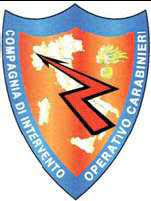 COMPAGNIA DI INTERVENTO
OPERATIVO CARABINIERI